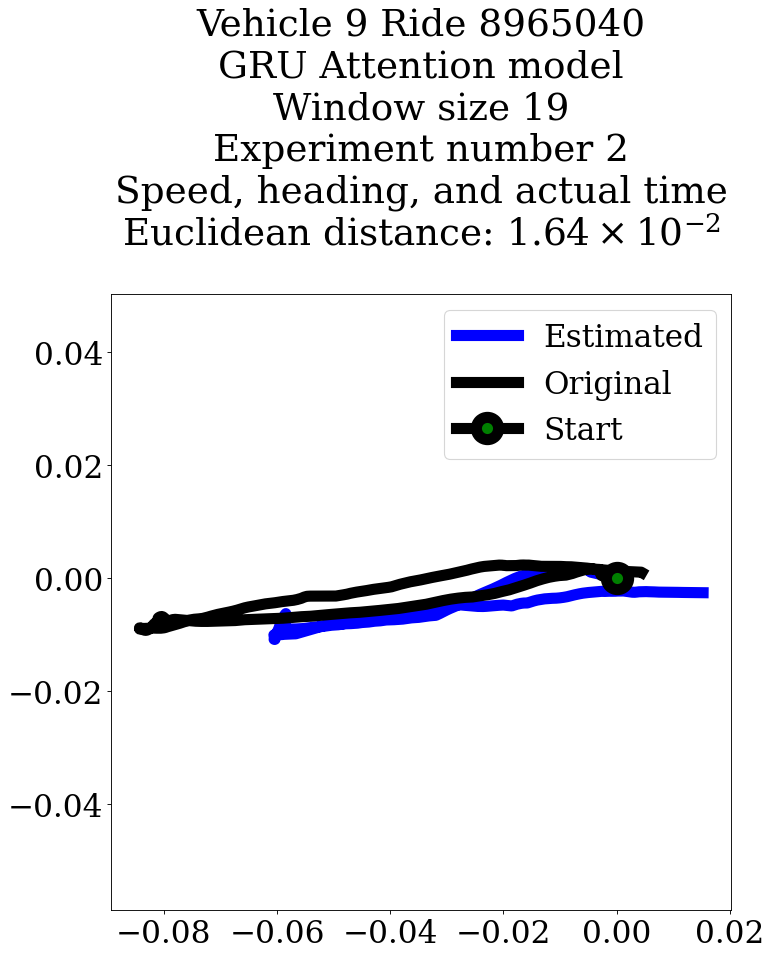 Vehicle 9 Ride 8965040
GRU Attention model
Window size 19
Experiment number 2
Speed, heading, and actual time
Euclidean distance: 1.64 × 10⁻²
Estimated
Original
Start
0.04
0.02
0.00
−0.02
−0.04
−0.08 −0.06 −0.04 −0.02 0.00 0.02